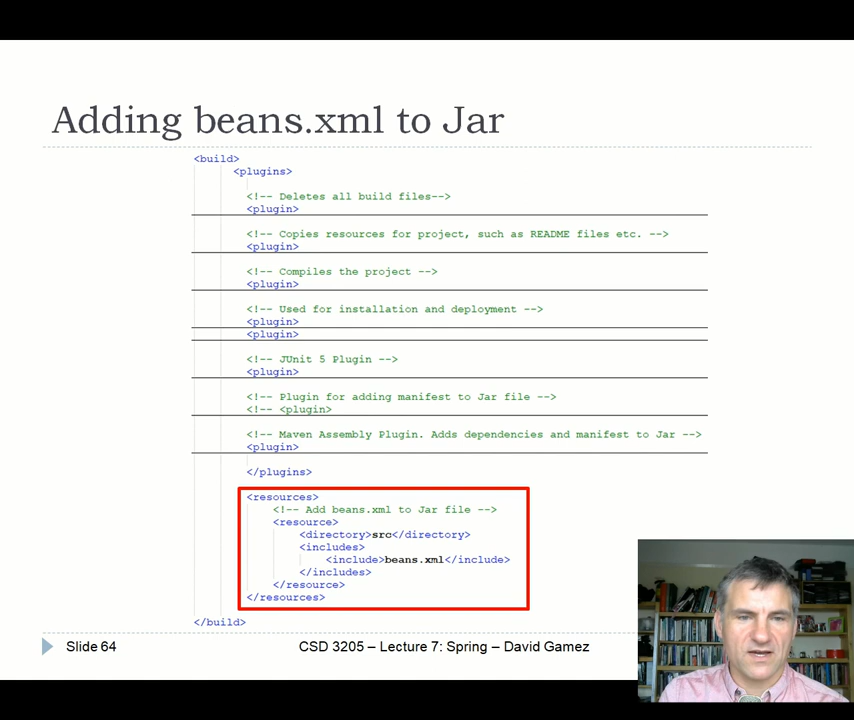 Adding beans.xml to Jar
<build>
<plugins>
<!-- Deletes all build files-->
<plugin>
<!-- Copies resources for project, such as README files etc. -->
<plugin>
<!-- Compiles the project -->
<plugin>
<!-- Used for installation and deployment -->
<plugin>
<plugin>
<!-- JUnit 5 Plugin -->
<plugin>
<!-- Plugin for adding manifest to Jar file -->
<!-- <plugin>
<!-- Maven Assembly Plugin. Adds dependencies and manifest to Jar -->
<plugin>
</plugins>
<resources>
<!-- Add beans.xml to Jar file -->
<resource>
<directory>src</directory>
<includes>
<include>beans.xml</include>
</includes>
</resource>
</resources>
</build>
Slide 64
CSD 3205 – Lecture 7: Spring – David Gamez